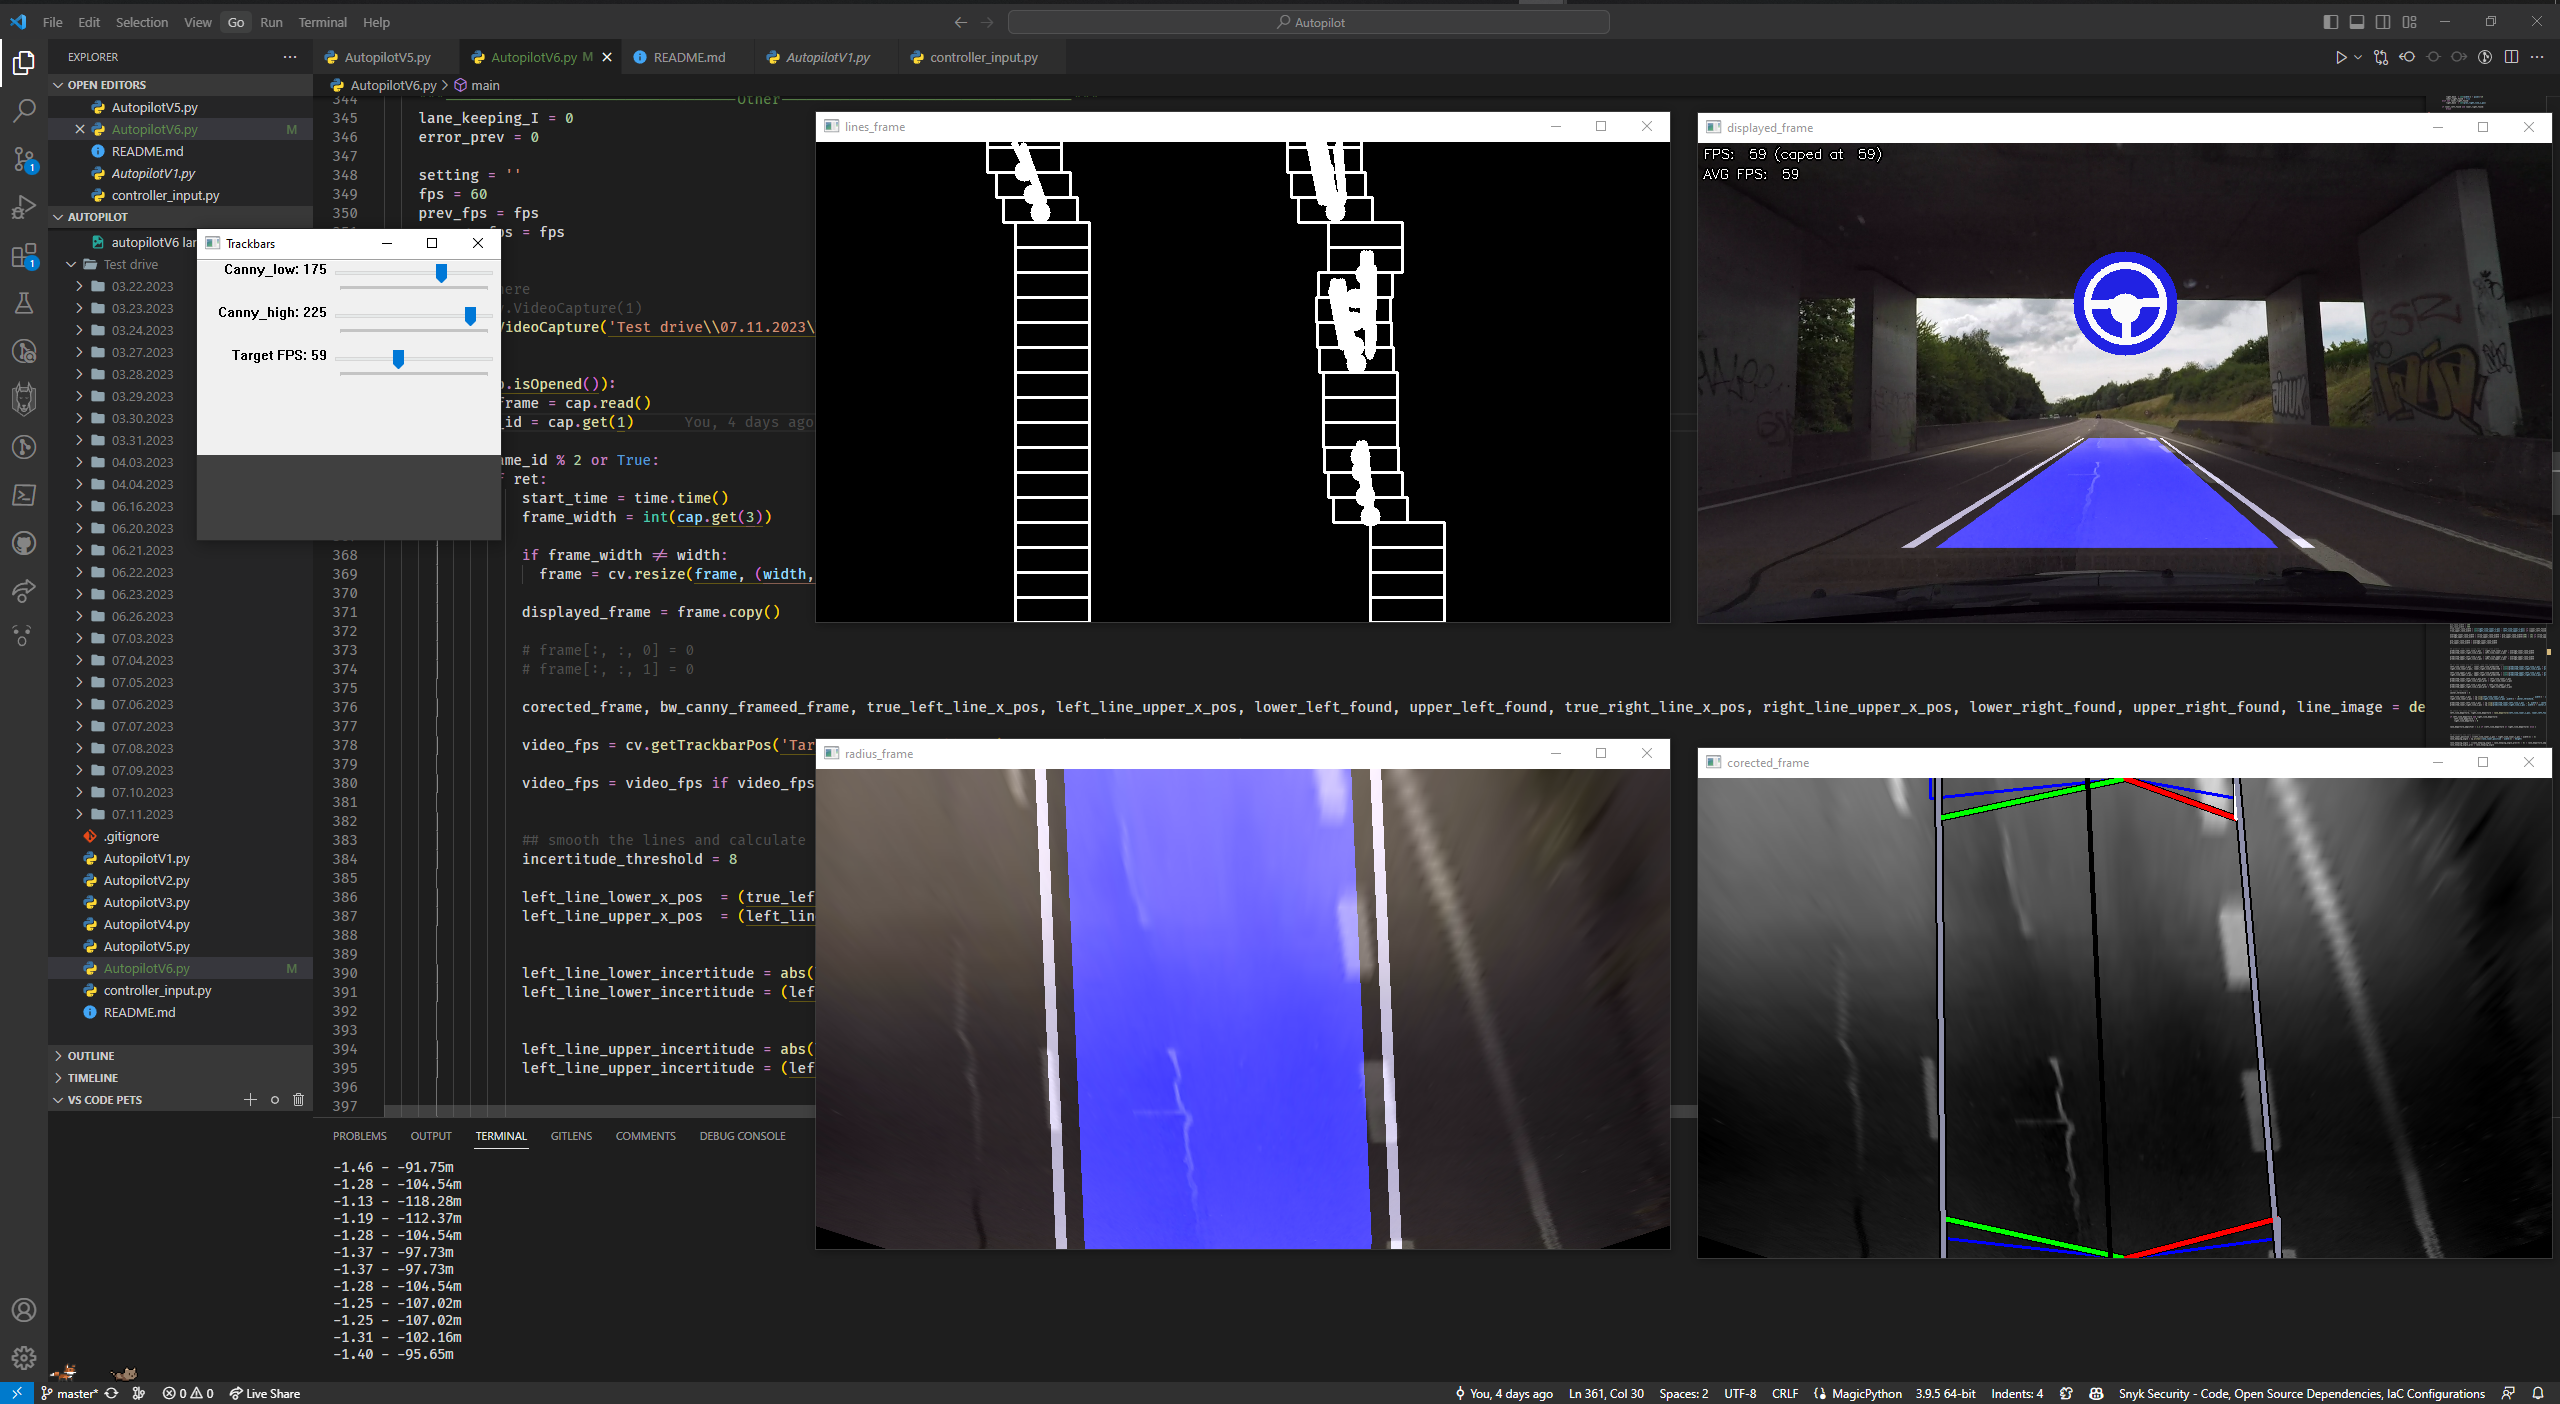 File Edit Selection View Go Run Terminal Help
Autopilot
EXPLORER
OPEN EDITORS
AutopilotV5.py
AutopilotV6.py M
README.md
AutopilotV1.py
controller_input.py
AUTOPILOT
autopilotV6 lan
Test drive
03.22.2023
03.23.2023
03.24.2023
03.27.2023
03.28.2023
03.29.2023
03.30.2023
03.31.2023
04.03.2023
04.04.2023
06.16.2023
06.20.2023
06.21.2023
06.22.2023
06.23.2023
06.26.2023
07.03.2023
07.04.2023
07.05.2023
07.06.2023
07.07.2023
07.08.2023
07.09.2023
07.10.2023
07.11.2023
.gitignore
AutopilotV1.py
AutopilotV2.py
AutopilotV3.py
AutopilotV4.py
AutopilotV5.py
AutopilotV6.py M
controller_input.py
README.md
OUTLINE
TIMELINE
VS CODE PETS
AutopilotV5.py AutopilotV6.py M README.md AutopilotV1.py controller_input.py
AutopilotV6.py > main
344 Other
345 lane_keeping_I = 0
346 error_prev = 0
347
348 setting = ''
349 fps = 60
350 prev_fps = fps
fps = fps
here
.VideoCapture(1)
VideoCapture('Test drive\\07.11.2023\
.isOpened()):
frame = cap.read()
_id = cap.get(1) You, 4 days ago
me_id % 2 or True:
ret:
start_time = time.time()
frame_width = int(cap.get(3))
368 if frame_width ≠ width:
369 frame = cv.resize(frame, (width,
370
371 displayed_frame = frame.copy()
372
373 # frame[:, :, 0] = 0
374 # frame[:, :, 1] = 0
375
376 corected_frame, bw_canny_frameed_frame, true_left_line_x_pos, left_line_upper_x_pos, lower_left_found, upper_left_found, true_right_line_x_pos, right_line_upper_x_pos, lower_right_found, upper_right_found, line_image = de
377
378 video_fps = cv.getTrackbarPos('Tar
379
380 video_fps = video_fps if video_fps
381
382
383 ## smooth the lines and calculate
384 incertitude_threshold = 8
385
386 left_line_lower_x_pos = (true_lef
387 left_line_upper_x_pos = (left_lin
388
389
390 left_line_lower_incertitude = abs(
391 left_line_lower_incertitude = (lef
392
393
394 left_line_upper_incertitude = abs(
395 left_line_upper_incertitude = (lef
396
397
Trackbars
Canny_low: 175
Canny_high: 225
Target FPS: 59
lines_frame
displayed_frame
FPS: 59 (caped at 59)
AVG FPS: 59
radius_frame
corected_frame
PROBLEMS OUTPUT TERMINAL GITLENS COMMENTS DEBUG CONSOLE
-1.46 - -91.75m
-1.28 - -104.54m
-1.13 - -118.28m
-1.19 - -112.37m
-1.28 - -104.54m
-1.37 - -97.73m
-1.37 - -97.73m
-1.28 - -104.54m
-1.25 - -107.02m
-1.25 - -107.02m
-1.31 - -102.16m
-1.40 - -95.65m
master* 0 0 Live Share
You, 4 days ago Ln 361, Col 30 Spaces: 2 UTF-8 CRLF MagicPython 3.9.5 64-bit Indents: 4 Snyk Security - Code, Open Source Dependencies, IaC Configurations